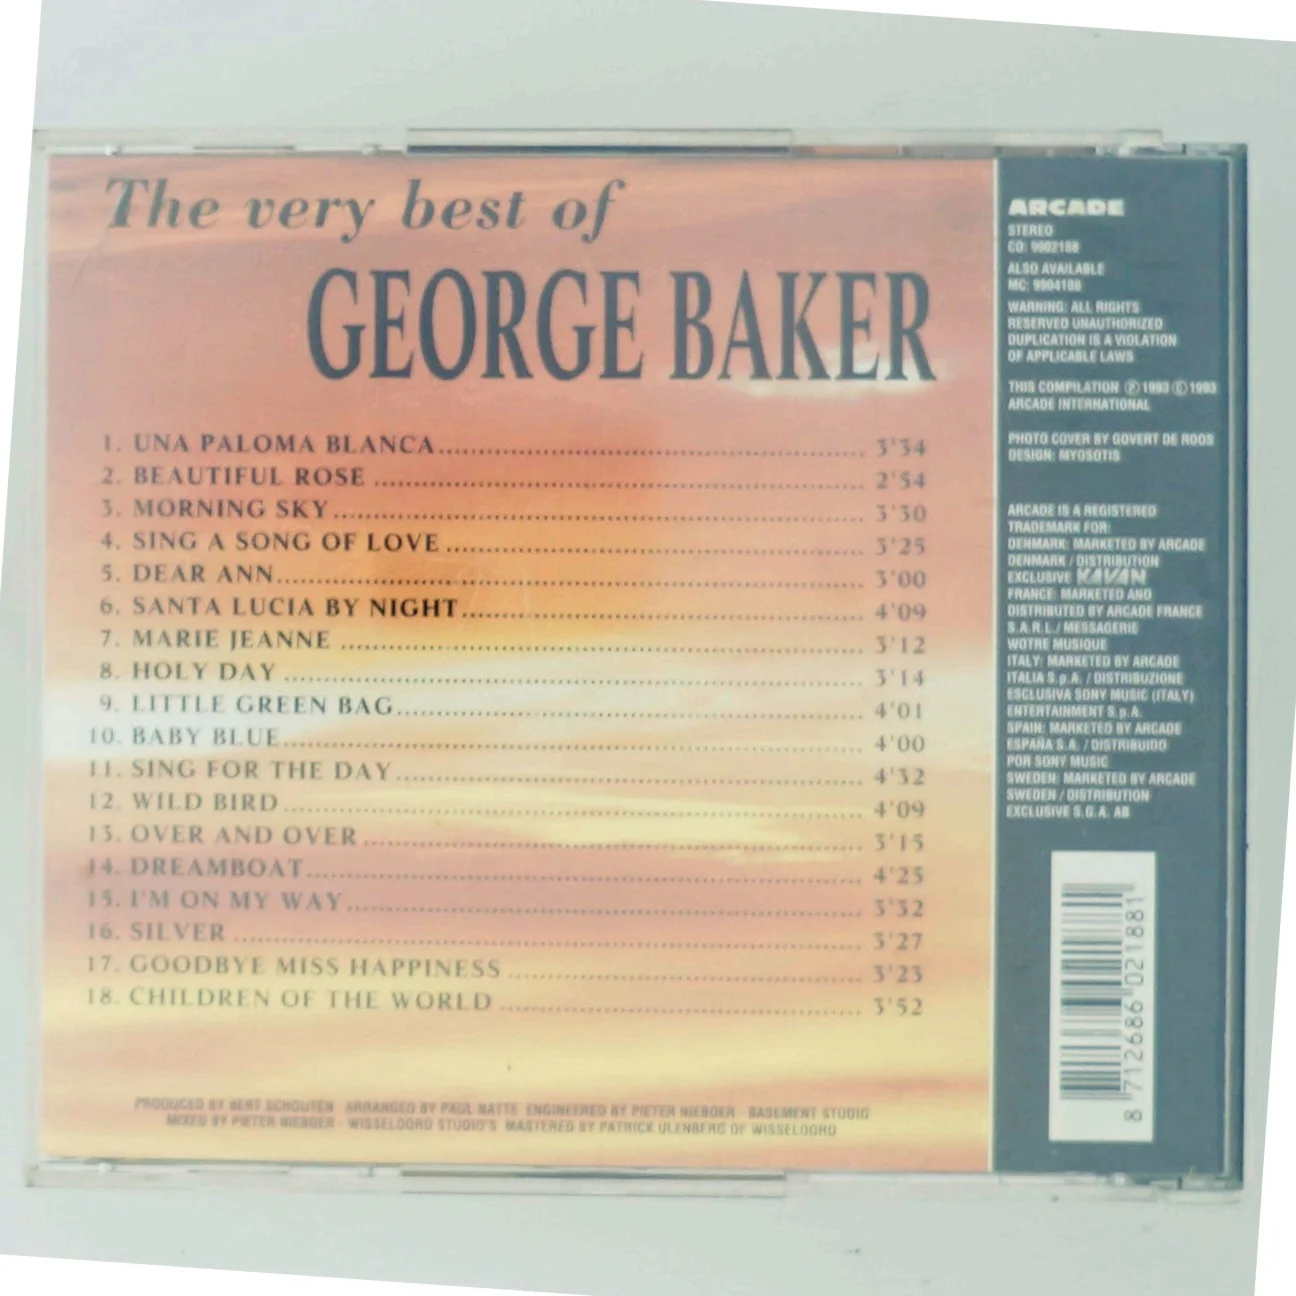 The very best of
GEORGE BAKER
1. UNA PALOMA BLANCA........ 3'34
2. BEAUTIFUL ROSE ........ 2'54
3. MORNING SKY........ 3'30
4. SING A SONG OF LOVE ........ 3'25
5. DEAR ANN........ 3'00
6. SANTA LUCIA BY NIGHT........ 4'09
7. MARIE JEANNE ........ 3'12
8. HOLY DAY ........ 3'14
9. LITTLE GREEN BAG........ 4'01
10. BABY BLUE........ 4'00
11. SING FOR THE DAY........ 4'32
12. WILD BIRD ........ 4'09
13. OVER AND OVER ........ 3'15
14. DREAMBOAT........ 4'25
15. I'M ON MY WAY........ 3'32
16. SILVER ........ 3'27
17. GOODBYE MISS HAPPINESS ........ 3'23
18. CHILDREN OF THE WORLD ........ 3'52
PRODUCED BY GERT SCHOUTEN ARRANGED BY PAUL NATTE ENGINEERED BY PIETER NIEBOER - BASEMENT STUDIO
MIXED BY PIETER NIEBOER - WISSELOORD STUDIO'S MASTERED BY PATRICK ULENBERG OF WISSELOORD
ARCADE
STEREO
CD: 9902188
ALSO AVAILABLE
MC: 9904188
WARNING: ALL RIGHTS
RESERVED UNAUTHORIZED
DUPLICATION IS A VIOLATION
OF APPLICABLE LAWS
THIS COMPILATION Ⓟ 1993 © 1993
ARCADE INTERNATIONAL
PHOTO COVER BY GOVERT DE ROOS
DESIGN: MYOSOTIS
ARCADE IS A REGISTERED
TRADEMARK FOR:
DENMARK: MARKETED BY ARCADE
DENMARK / DISTRIBUTION
EXCLUSIVE KAVAN
FRANCE: MARKETED AND
DISTRIBUTED BY ARCADE FRANCE
S.A.R.L./ MESSAGERIE
WOTRE MUSIQUE
ITALY: MARKETED BY ARCADE
ITALIA S.p.A. / DISTRIBUZIONE
ESCLUSIVA SONY MUSIC (ITALY)
ENTERTAINMENT S.p.A.
SPAIN: MARKETED BY ARCADE
ESPAÑA S.A. / DISTRIBUIDO
POR SONY MUSIC
SWEDEN: MARKETED BY ARCADE
SWEDEN / DISTRIBUTION
EXCLUSIVE S.G.A. AB
8 712686 021881